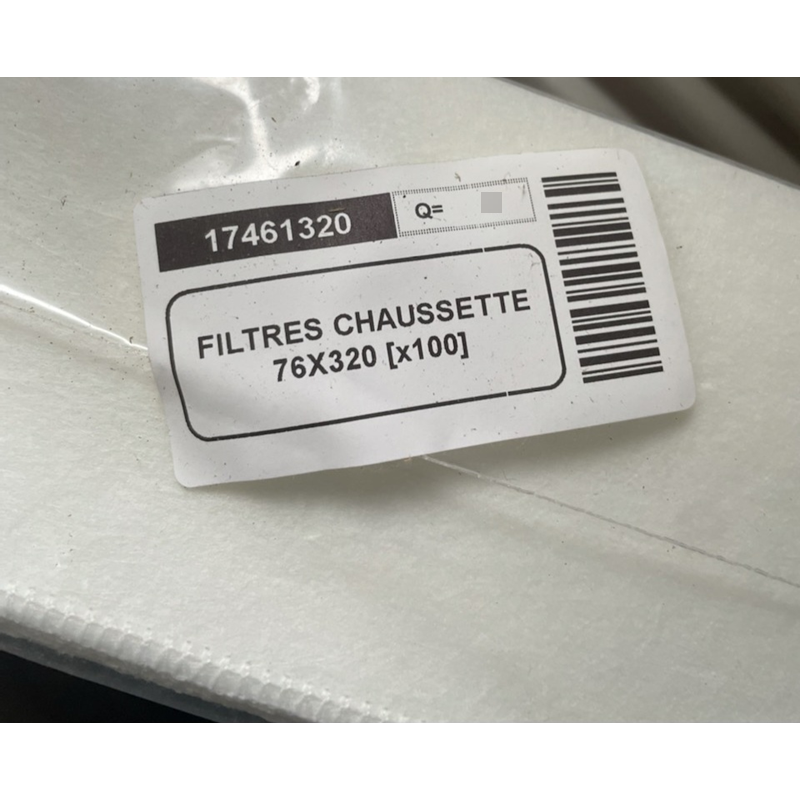 17461320
Q=
FILTRES CHAUSSETTE
76X320 [x100]